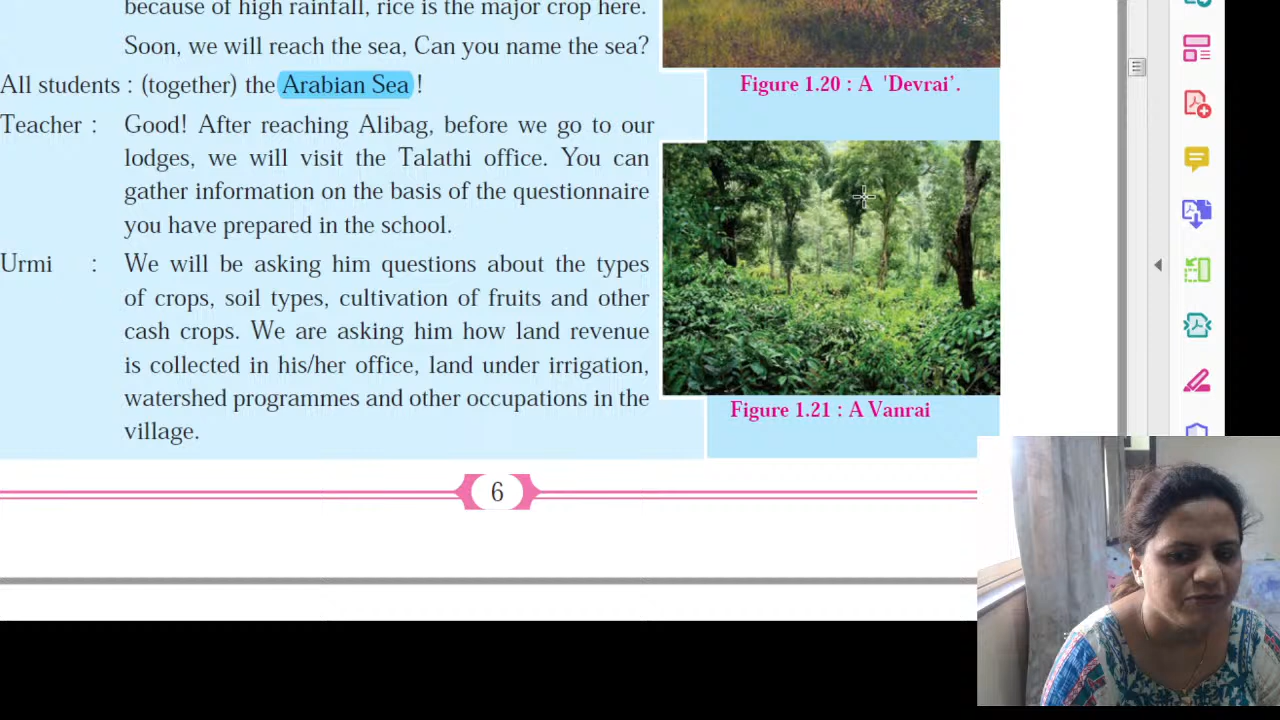 because of high rainfall, rice is the major crop here.
Soon, we will reach the sea, Can you name the sea?
All students : (together) the Arabian Sea !
Teacher : Good! After reaching Alibag, before we go to our
lodges, we will visit the Talathi office. You can
gather information on the basis of the questionnaire
you have prepared in the school.
Urmi : We will be asking him questions about the types
of crops, soil types, cultivation of fruits and other
cash crops. We are asking him how land revenue
is collected in his/her office, land under irrigation,
watershed programmes and other occupations in the
village.
Figure 1.20 : A 'Devrai'.
Figure 1.21 : A Vanrai
6